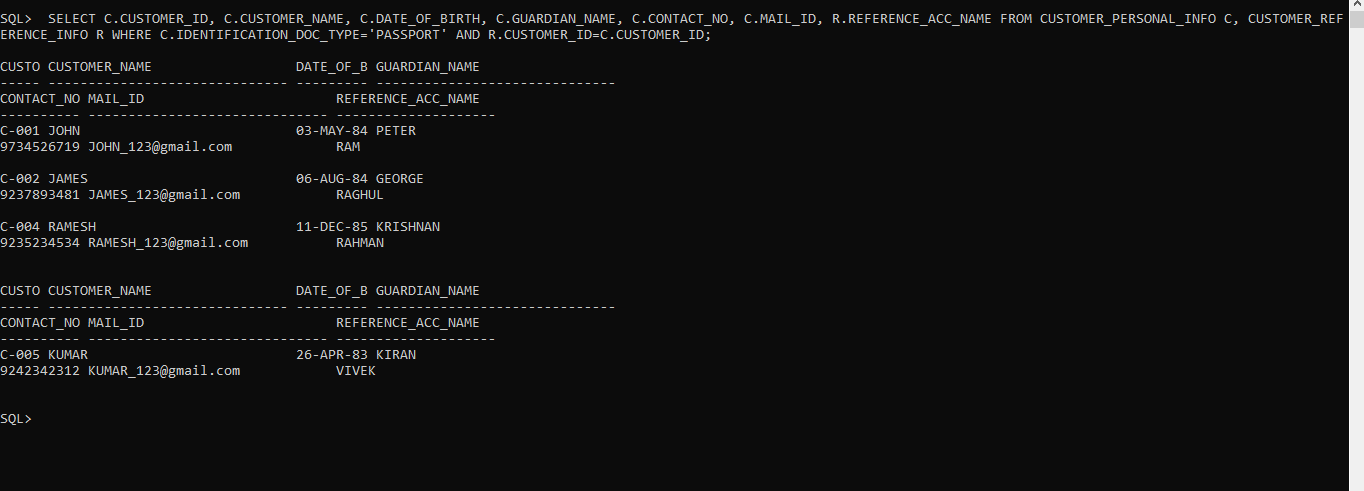 SQL>  SELECT C.CUSTOMER_ID, C.CUSTOMER_NAME, C.DATE_OF_BIRTH, C.GUARDIAN_NAME, C.CONTACT_NO, C.MAIL_ID, R.REFERENCE_ACC_NAME FROM CUSTOMER_PERSONAL_INFO C, CUSTOMER_REF
ERENCE_INFO R WHERE C.IDENTIFICATION_DOC_TYPE='PASSPORT' AND R.CUSTOMER_ID=C.CUSTOMER_ID;

CUSTO CUSTOMER_NAME                  DATE_OF_B GUARDIAN_NAME
----- ------------------------------ --------- ------------------------------
CONTACT_NO MAIL_ID                        REFERENCE_ACC_NAME
---------- ------------------------------ --------------------
C-001 JOHN                           03-MAY-84 PETER
9734526719 JOHN_123@gmail.com             RAM

C-002 JAMES                          06-AUG-84 GEORGE
9237893481 JAMES_123@gmail.com            RAGHUL

C-004 RAMESH                         11-DEC-85 KRISHNAN
9235234534 RAMESH_123@gmail.com           RAHMAN


CUSTO CUSTOMER_NAME                  DATE_OF_B GUARDIAN_NAME
----- ------------------------------ --------- ------------------------------
CONTACT_NO MAIL_ID                        REFERENCE_ACC_NAME
---------- ------------------------------ --------------------
C-005 KUMAR                          26-APR-83 KIRAN
9242342312 KUMAR_123@gmail.com            VIVEK


SQL>